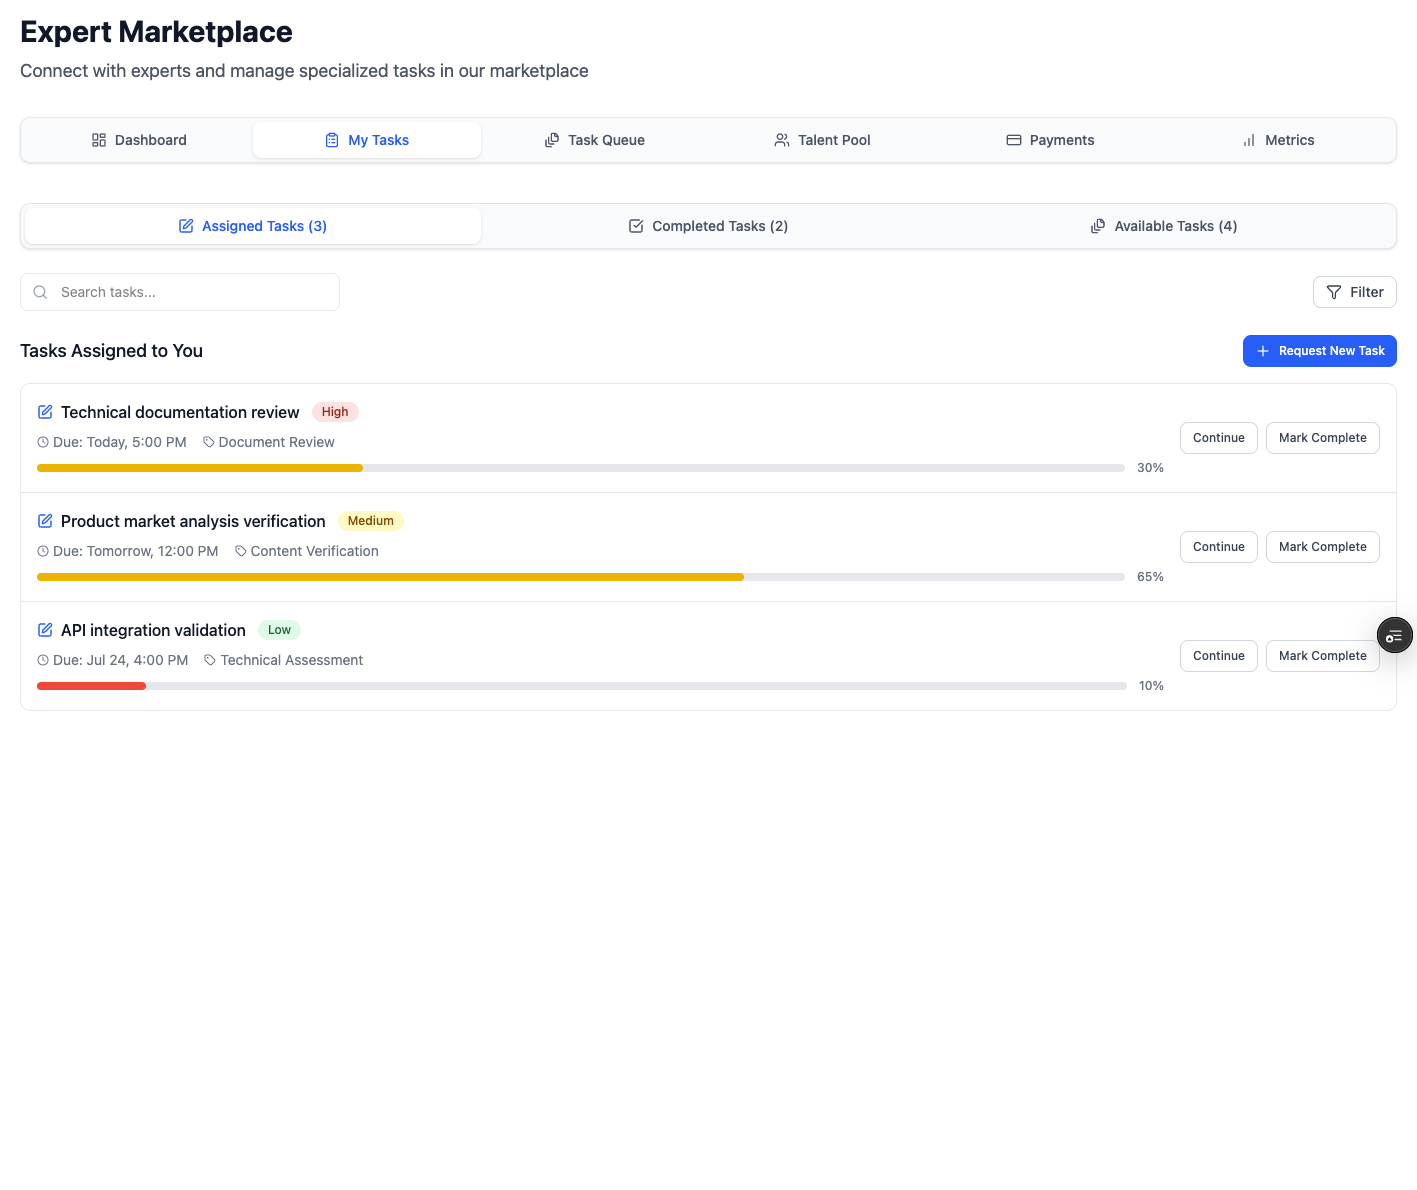 Expert Marketplace
Connect with experts and manage specialized tasks in our marketplace
Dashboard My Tasks Task Queue Talent Pool Payments Metrics
Assigned Tasks (3) Completed Tasks (2) Available Tasks (4)
Search tasks... Filter
Tasks Assigned to You Request New Task
Technical documentation review High
Due: Today, 5:00 PM Document Review
Continue Mark Complete
30%
Product market analysis verification Medium
Due: Tomorrow, 12:00 PM Content Verification
Continue Mark Complete
65%
API integration validation Low
Due: Jul 24, 4:00 PM Technical Assessment
Continue Mark Complete
10%